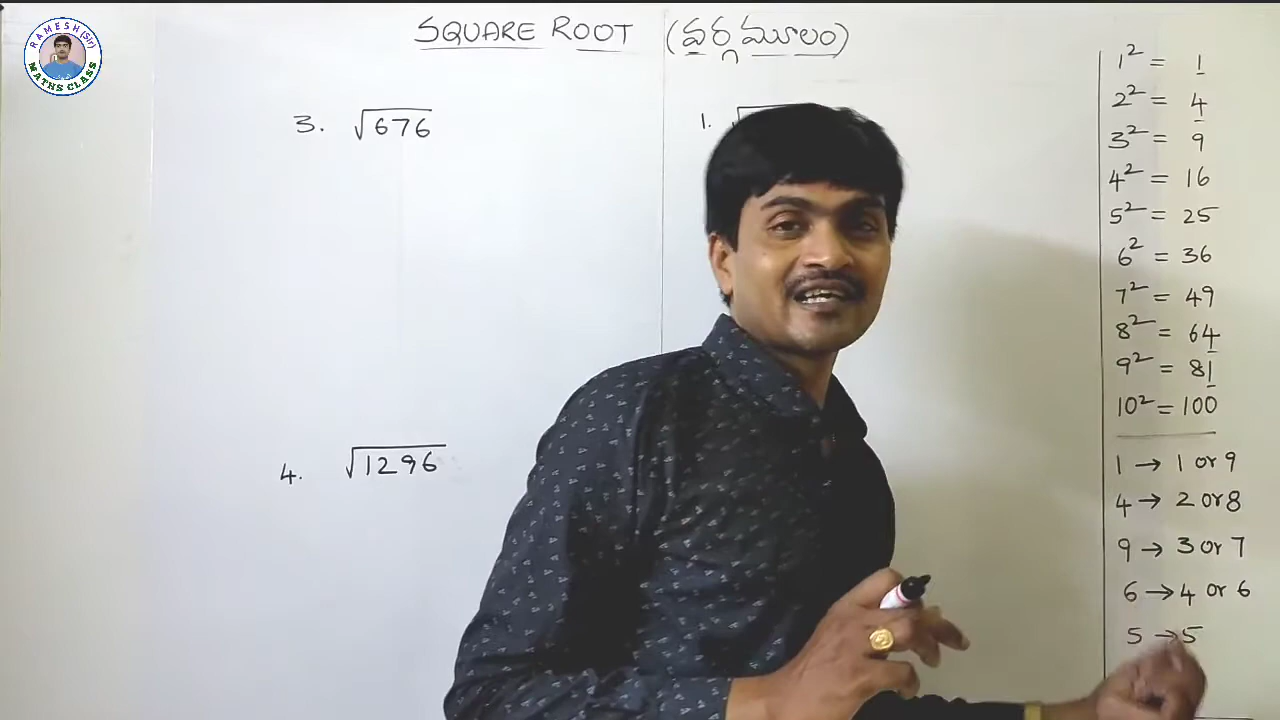 RAMESH (Sir)
MATHS CLASS
SQUARE ROOT (వర్గమూలం)
3. √676
1. √
4. √1296
1² = 1
2² = 4
3² = 9
4² = 16
5² = 25
6² = 36
7² = 49
8² = 64
9² = 81
10² = 100
1 → 1 or 9
4 → 2 or 8
9 → 3 or 7
6 → 4 or 6
5 → 5